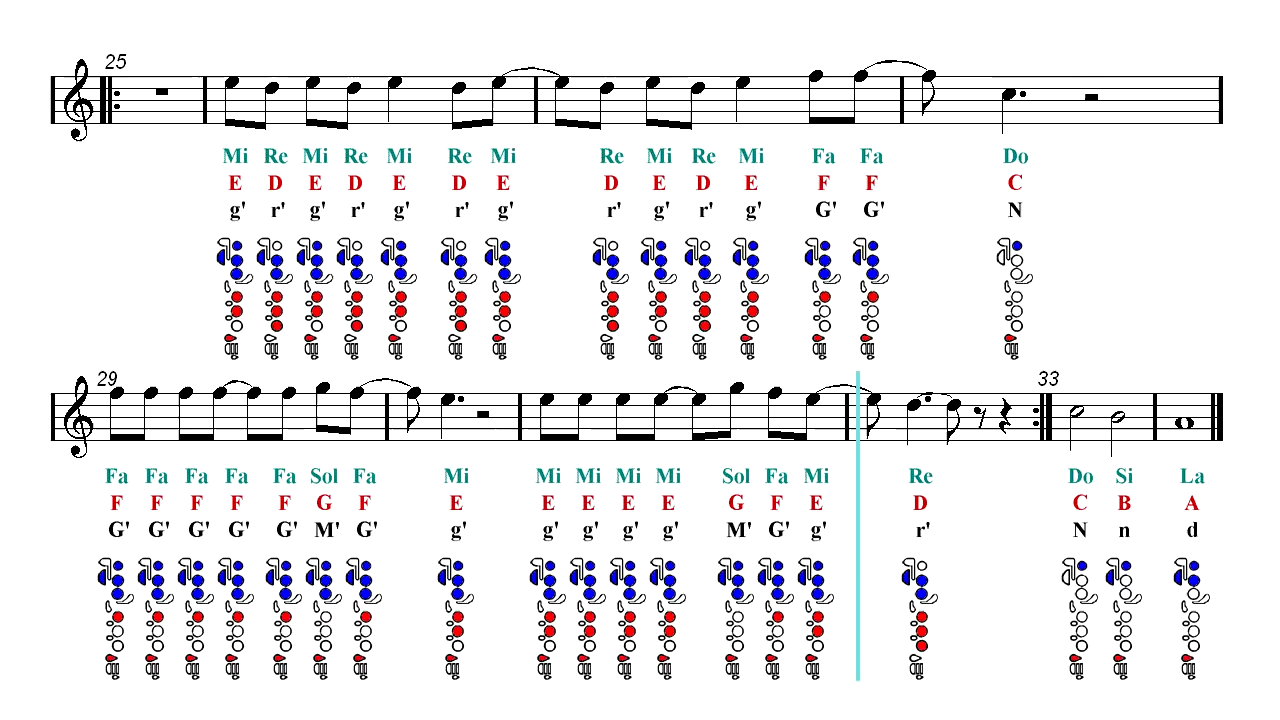 25
Mi Re Mi Re Mi Re Mi Re Mi Re Mi Fa Fa Do
E D E D E D E D E D E F F C
g' r' g' r' g' r' g' r' g' r' g' G' G' N
29 33
Fa Fa Fa Fa Fa Sol Fa Mi Mi Mi Mi Mi Sol Fa Mi Re Do Si La
F F F F F G F E E E E E G F E D C B A
G' G' G' G' G' M' G' g' g' g' g' g' M' G' g' r' N n d